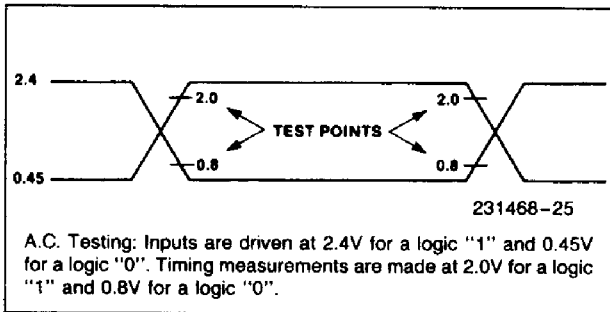 2.4
2.0
2.0
TEST POINTS
0.8
0.8
0.45
231468-25
A.C. Testing: Inputs are driven at 2.4V for a logic "1" and 0.45V
for a logic "0". Timing measurements are made at 2.0V for a logic
"1" and 0.8V for a logic "0".